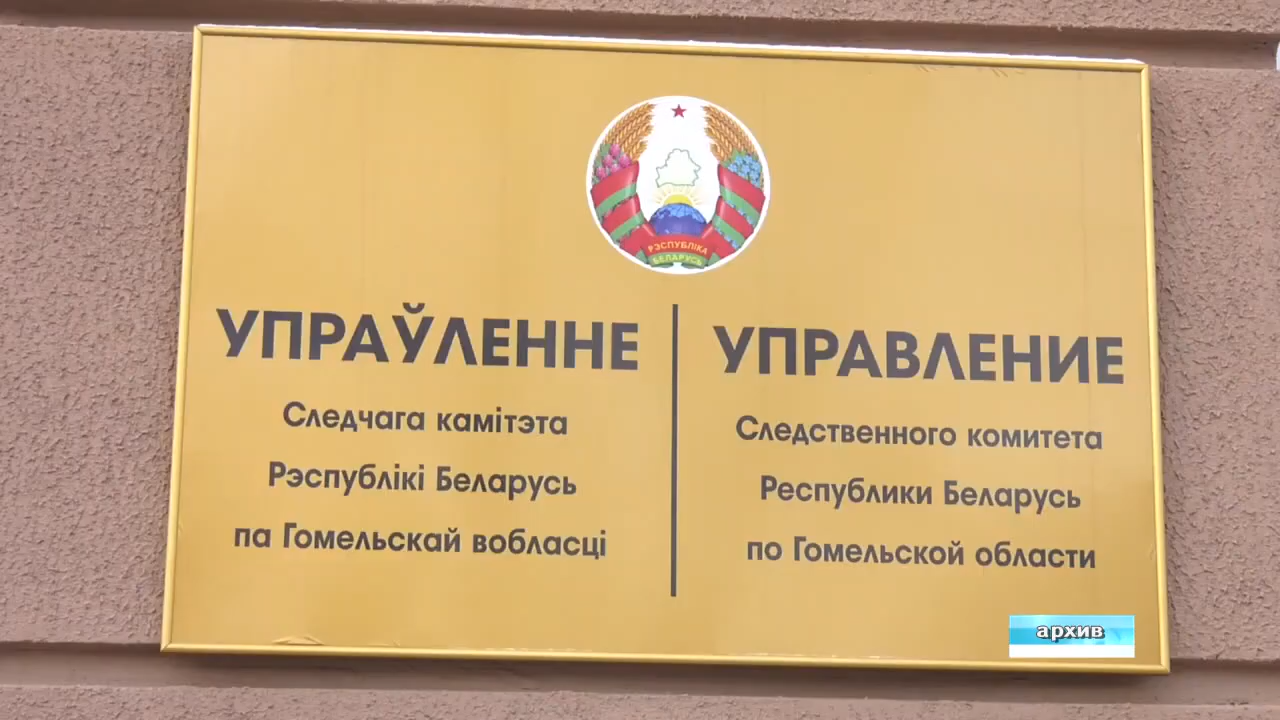 РЭСПУБЛІКА
БЕЛАРУСЬ
УПРАЎЛЕННЕ
Следчага камітэта
Рэспублікі Беларусь
па Гомельскай вобласці
УПРАВЛЕНИЕ
Следственного комитета
Республики Беларусь
по Гомельской области
архив